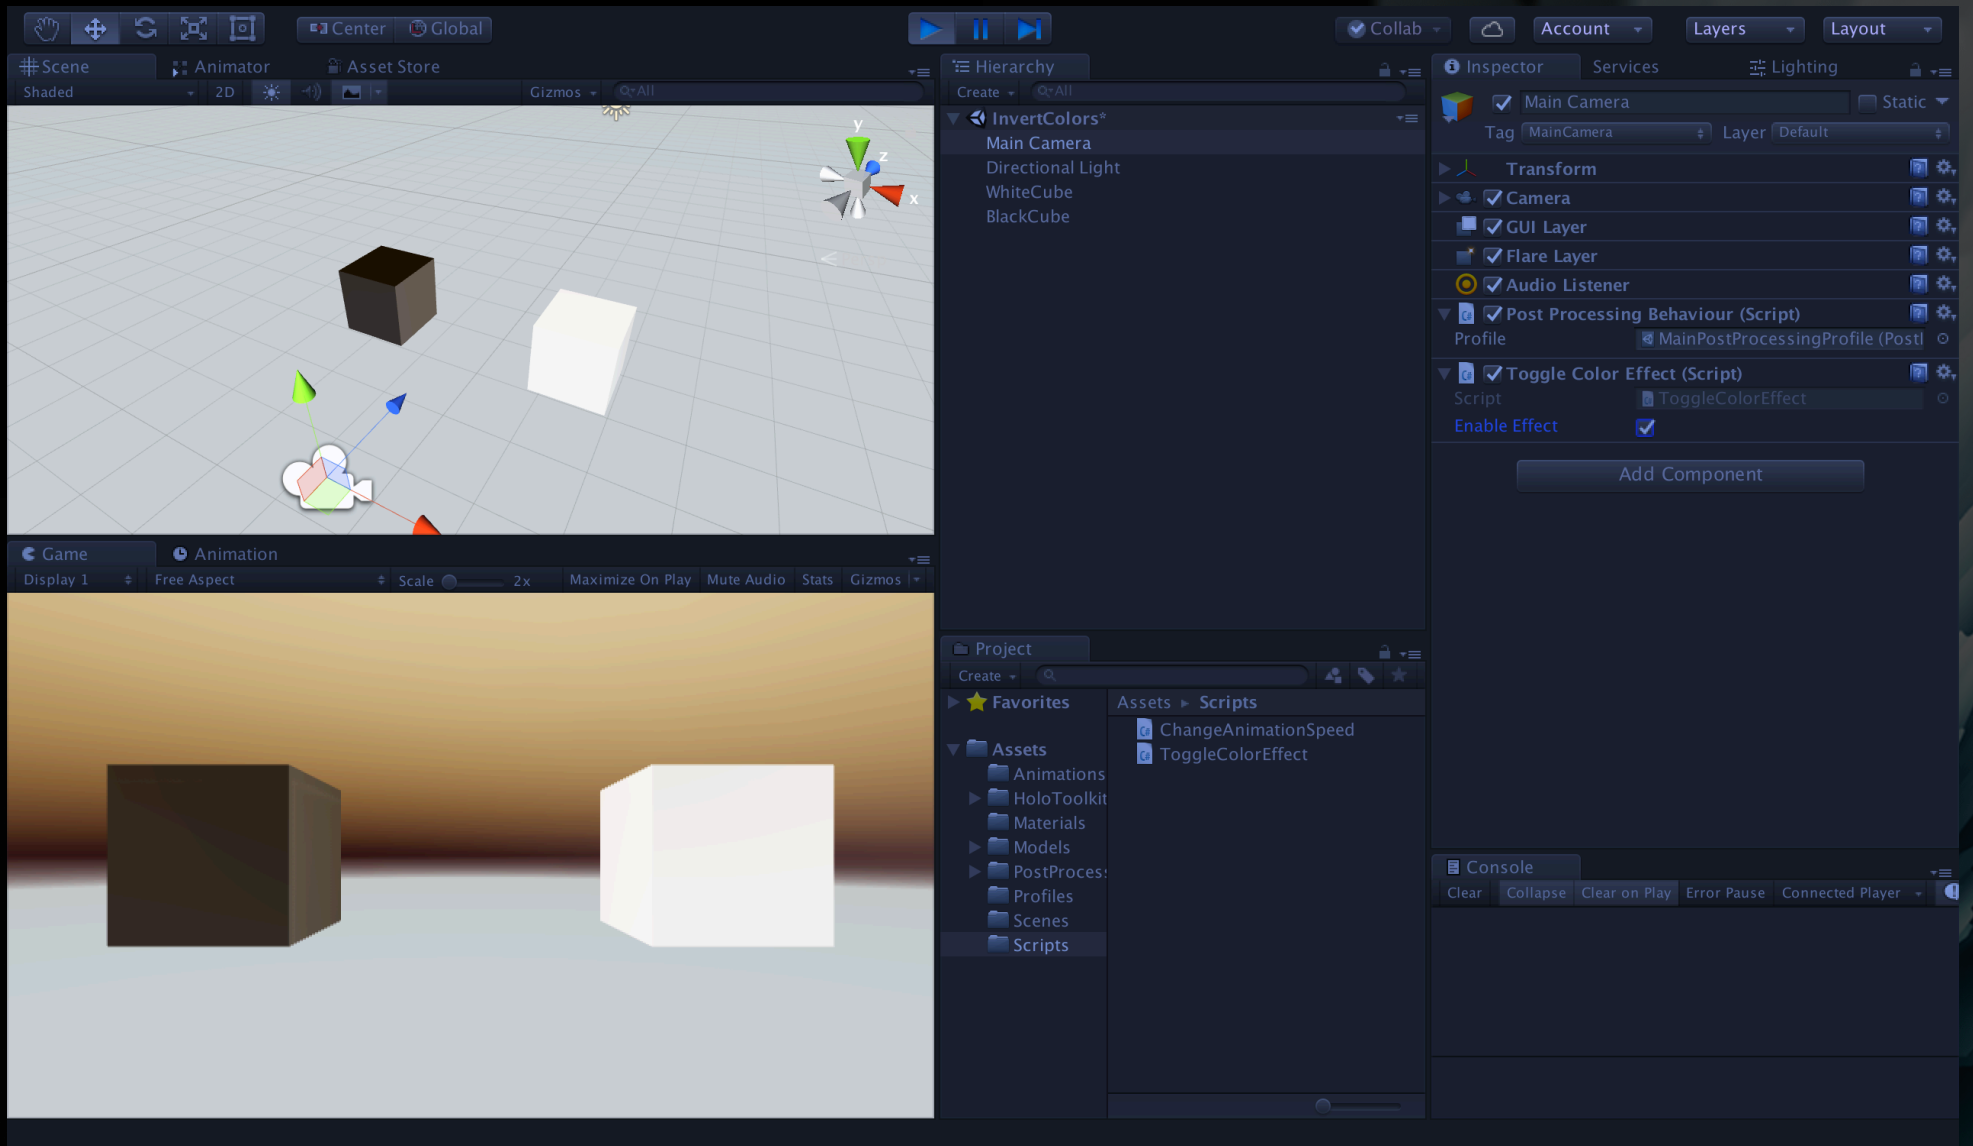 Center Global
Collab Account Layers Layout
Scene Animator Asset Store
Shaded 2D Gizmos All
y
z
x
Game Animation
Display 1 Free Aspect Scale 2x Maximize On Play Mute Audio Stats Gizmos
Hierarchy
Create All
InvertColors*
Main Camera
Directional Light
WhiteCube
BlackCube
Project
Create
Favorites
Assets
Animations
HoloToolkit
Materials
Models
PostProces
Profiles
Scenes
Scripts
Assets Scripts
ChangeAnimationSpeed
ToggleColorEffect
Inspector Services Lighting
Main Camera Static
Tag MainCamera Layer Default
Transform
Camera
GUI Layer
Flare Layer
Audio Listener
Post Processing Behaviour (Script)
Profile MainPostProcessingProfile (Post
Toggle Color Effect (Script)
Script ToggleColorEffect
Enable Effect
Add Component
Console
Clear Collapse Clear on Play Error Pause Connected Player